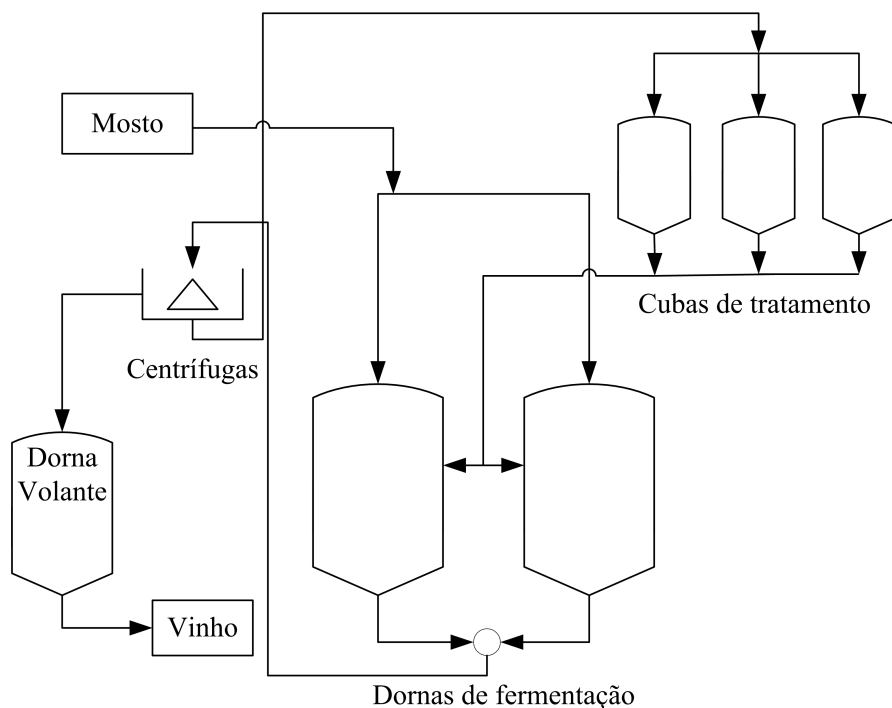 Mosto
Cubas de tratamento
Centrífugas
Dorna
Volante
Vinho
Dornas de fermentação